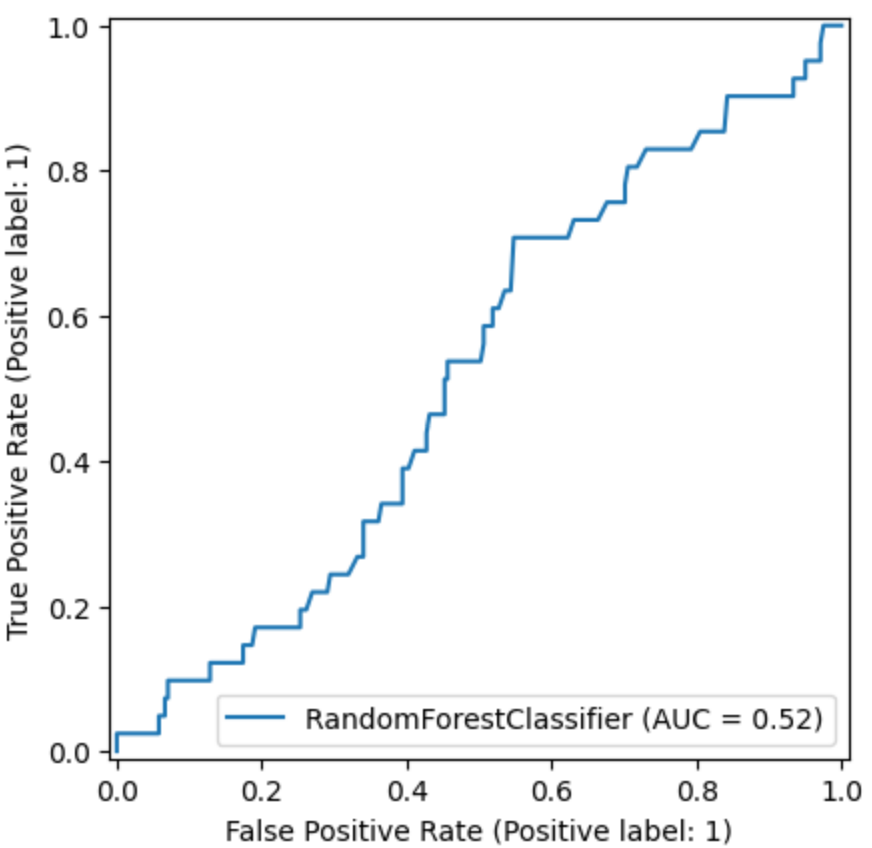 1.0
0.8
0.6
0.4
0.2
0.0
True Positive Rate (Positive label: 1)
RandomForestClassifier (AUC = 0.52)
0.0 0.2 0.4 0.6 0.8 1.0
False Positive Rate (Positive label: 1)